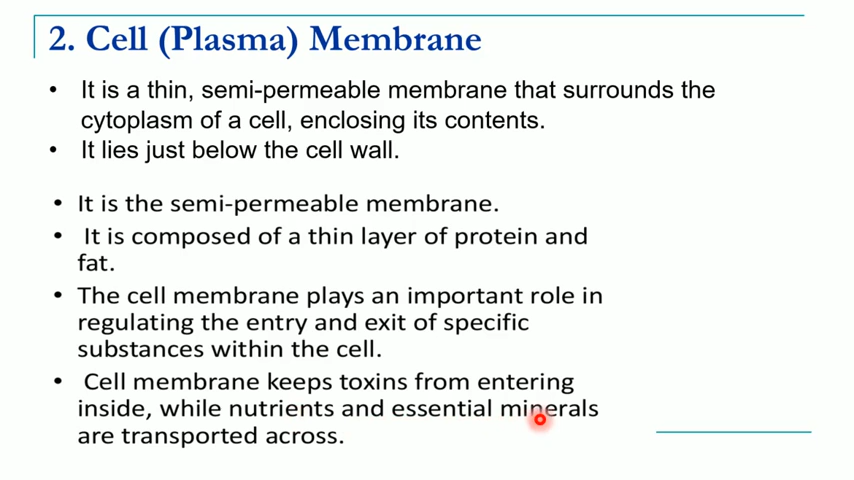 2. Cell (Plasma) Membrane
• It is a thin, semi-permeable membrane that surrounds the
cytoplasm of a cell, enclosing its contents.
• It lies just below the cell wall.
• It is the semi-permeable membrane.
• It is composed of a thin layer of protein and
fat.
• The cell membrane plays an important role in
regulating the entry and exit of specific
substances within the cell.
• Cell membrane keeps toxins from entering
inside, while nutrients and essential minerals
are transported across.